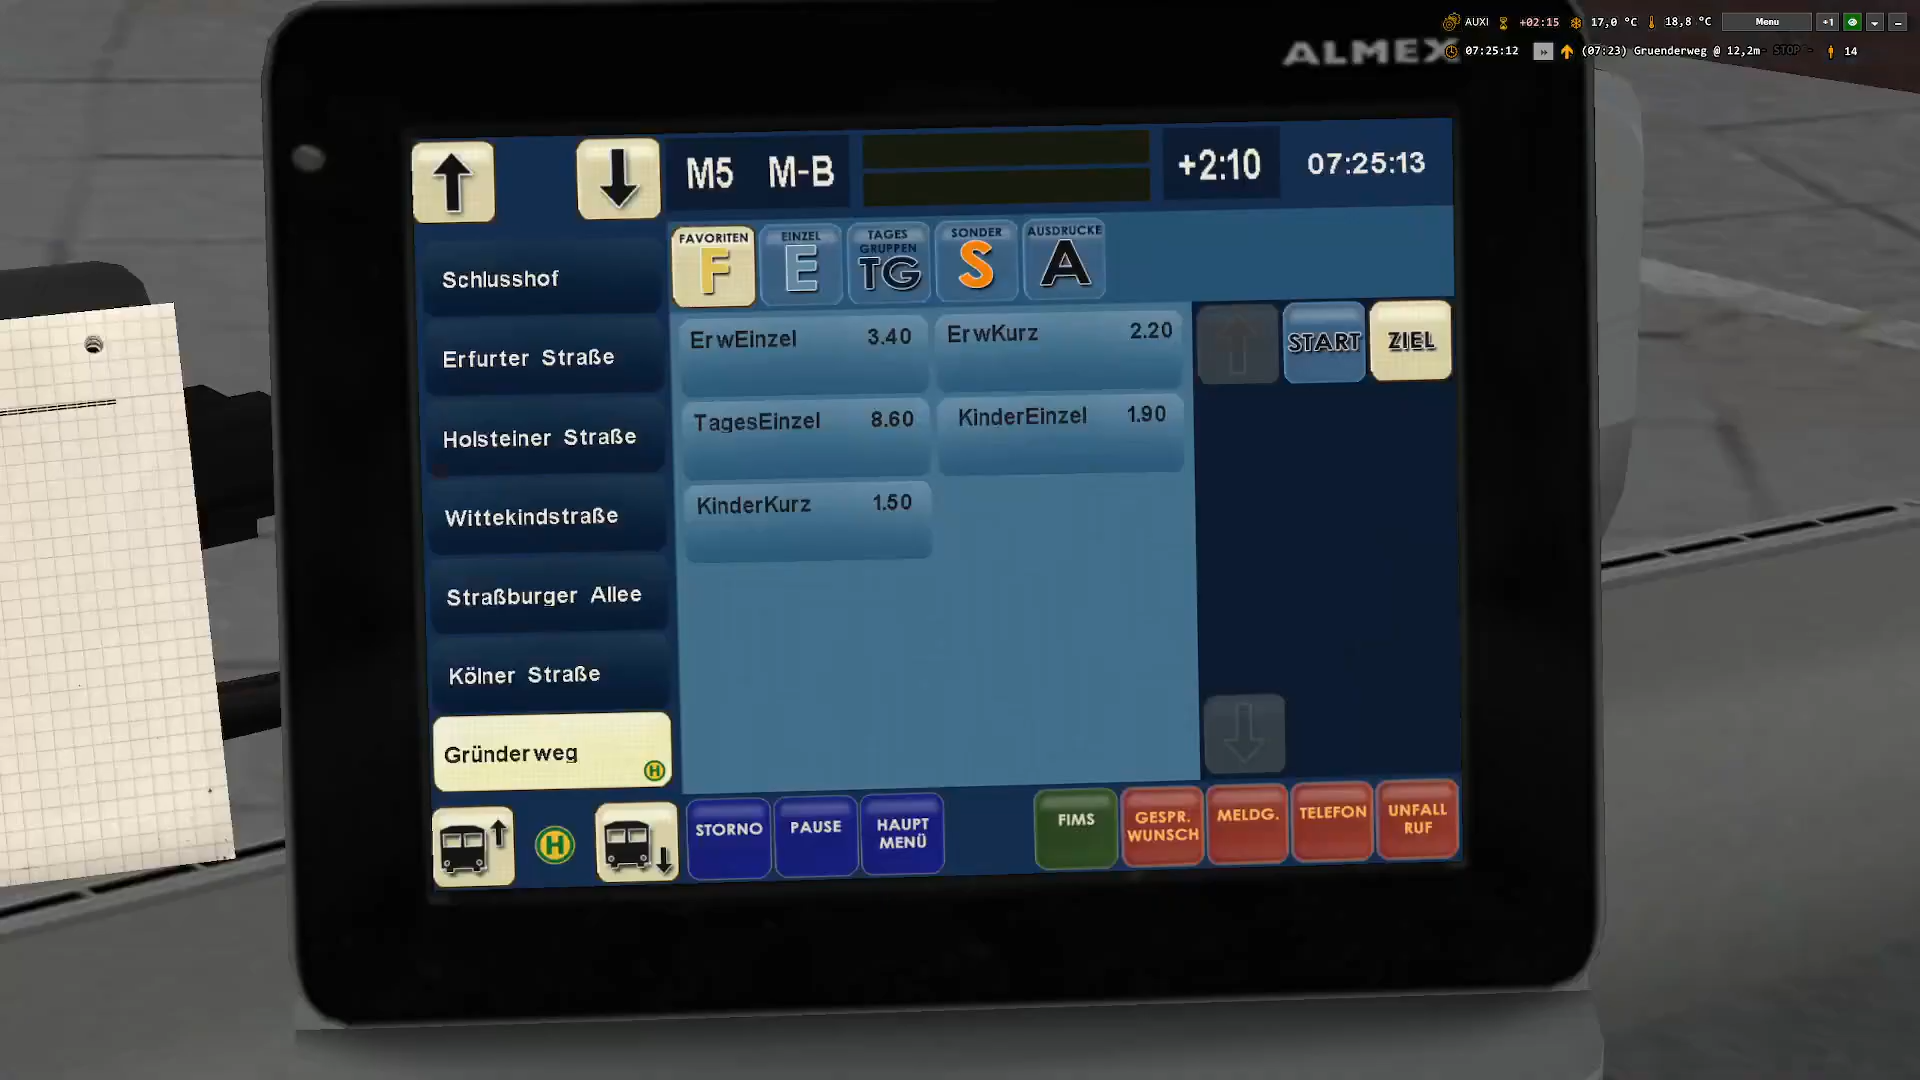 AUXI +02:15 17,0 °C 18,8 °C Menu +1
07:25:12 (07:23) Gruenderweg @ 12,2m STOP 14
ALMEX
M5 M-B +2:10 07:25:13
FAVORITEN
F
EINZEL
E
TAGES
GRUPPEN
TG
SONDER
S
AUSDRUCKE
A
Schlusshof
Erfurter Straße
Holsteiner Straße
Wittekindstraße
Straßburger Allee
Kölner Straße
Gründerweg
H
ErwEinzel 3.40
ErwKurz 2.20
TagesEinzel 8.60
KinderEinzel 1.90
KinderKurz 1.50
START
ZIEL
H
STORNO
PAUSE
HAUPT
MENÜ
FIMS
GESPR.
WUNSCH
MELDG.
TELEFON
UNFALL
RUF